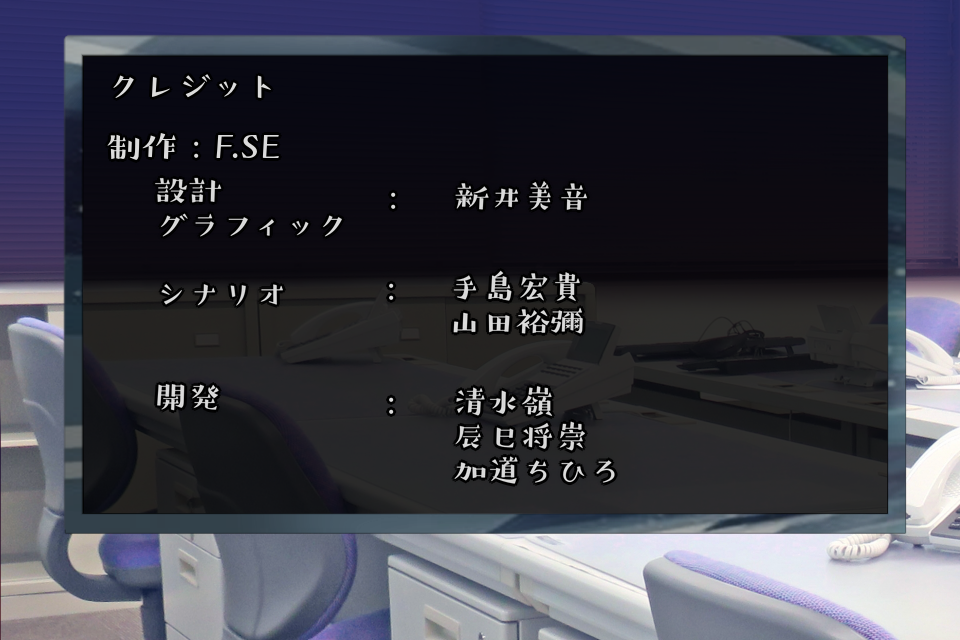 クレジット
制作：F.SE
設計 ： 新井美音
グラフィック
シナリオ ： 手島宏貴
山田裕彌
開発 ： 清水嶺
辰巳将崇
加道ちひろ